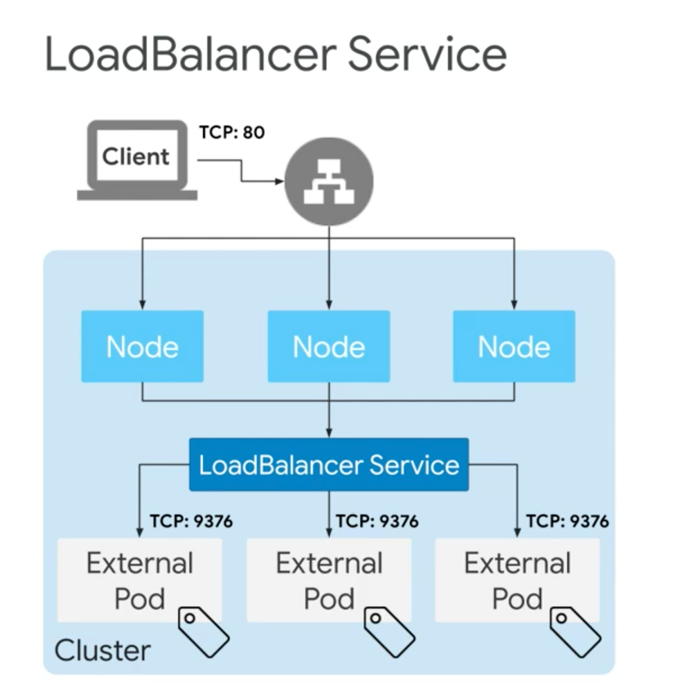 LoadBalancer Service
TCP: 80
Client
Node
Node
Node
LoadBalancer Service
TCP: 9376
TCP: 9376
TCP: 9376
External
Pod
External
Pod
External
Pod
Cluster